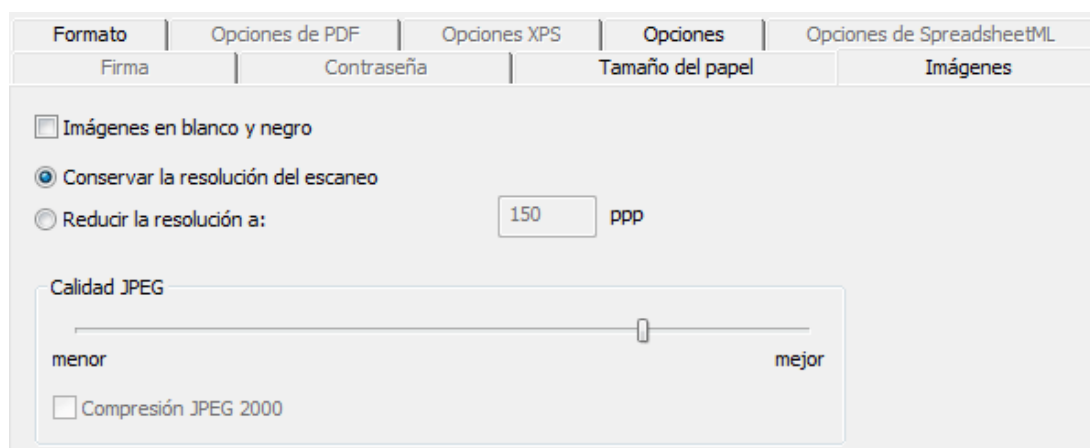 Formato Opciones de PDF Opciones XPS Opciones Opciones de SpreadsheetML
Firma Contraseña Tamaño del papel Imágenes
Imágenes en blanco y negro
Conservar la resolución del escaneo
Reducir la resolución a: 150 ppp
Calidad JPEG
menor mejor
Compresión JPEG 2000